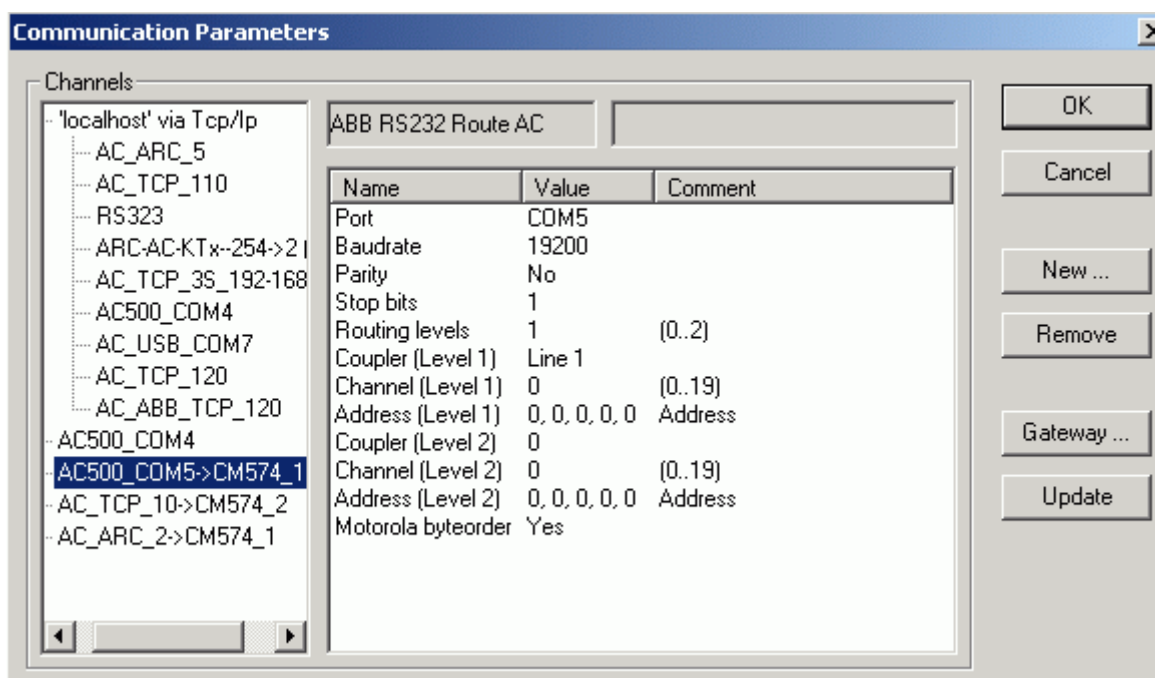 Communication Parameters
Channels
'localhost' via Tcp/Ip
AC_ARC_5
AC_TCP_110
RS323
ARC-AC-KTx--254->2 (
AC_TCP_3S_192-168
AC500_COM4
AC_USB_COM7
AC_TCP_120
AC_ABB_TCP_120
AC500_COM4
AC500_COM5->CM574_1
AC_TCP_10->CM574_2
AC_ARC_2->CM574_1
ABB RS232 Route AC
Name Value Comment
Port COM5
Baudrate 19200
Parity No
Stop bits 1
Routing levels 1 (0..2)
Coupler (Level 1) Line 1
Channel (Level 1) 0 (0..19)
Address (Level 1) 0, 0, 0, 0, 0 Address
Coupler (Level 2) 0
Channel (Level 2) 0 (0..19)
Address (Level 2) 0, 0, 0, 0, 0 Address
Motorola byteorder Yes
OK
Cancel
New ...
Remove
Gateway ...
Update